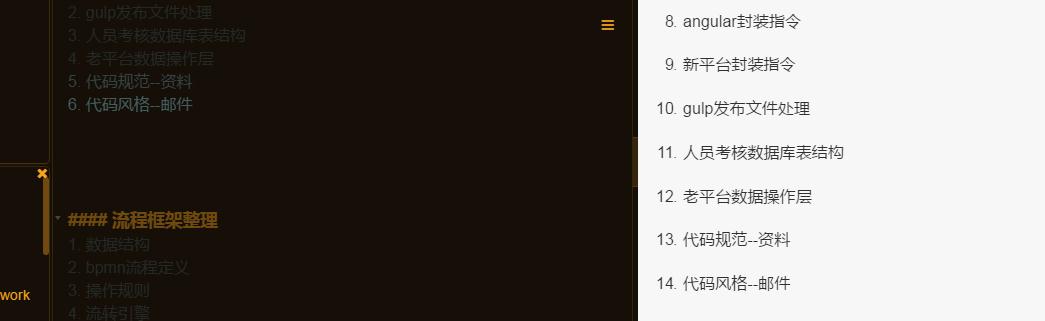 2. gulp发布文件处理
3. 人员考核数据库表结构
4. 老平台数据操作层
5. 代码规范--资料
6. 代码风格--邮件
#### 流程框架整理
1. 数据结构
2. bpmn流程定义
3. 操作规则
4. 流转引擎
work
8. angular封装指令
9. 新平台封装指令
10. gulp发布文件处理
11. 人员考核数据库表结构
12. 老平台数据操作层
13. 代码规范--资料
14. 代码风格--邮件